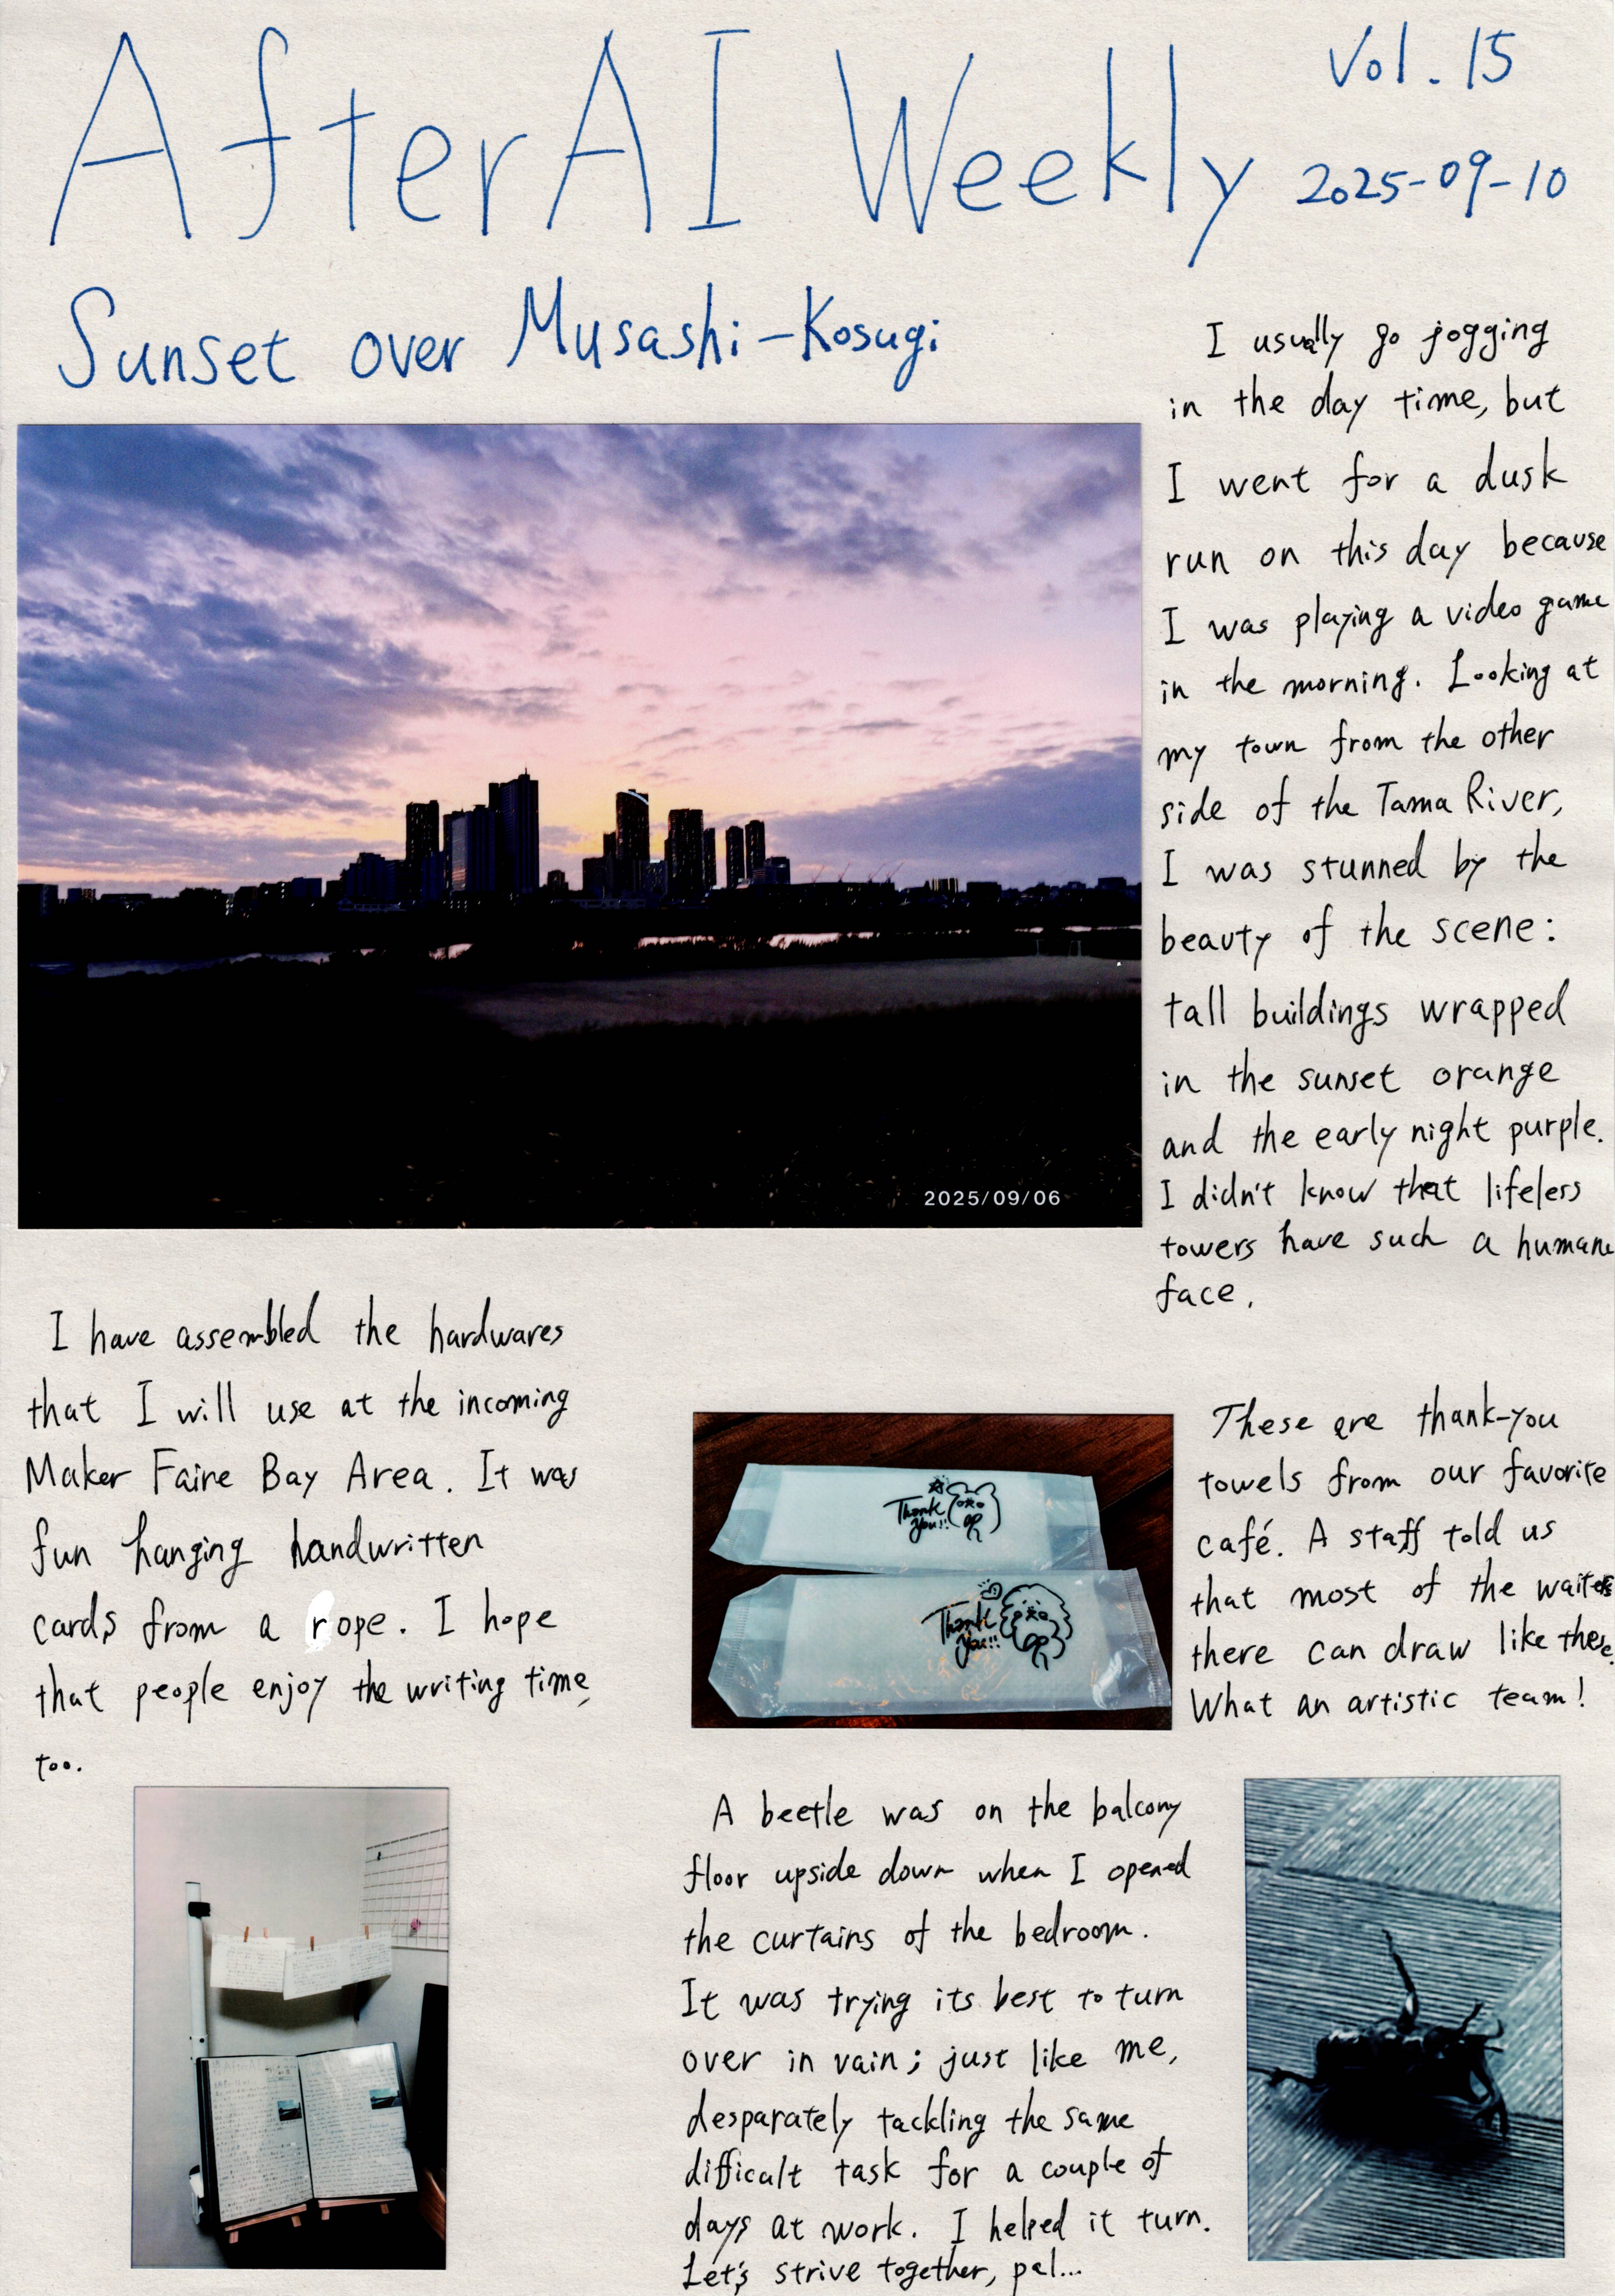 AfterAI Weekly
Vol. 15
2025-09-10
Sunset over Musashi-Kosugi
I usually go jogging
in the day time, but
I went for a dusk
run on this day because
I was playing a video game
in the morning. Looking at
my town from the other
side of the Tama River,
I was stunned by the
beauty of the scene:
tall buildings wrapped
in the sunset orange
and the early night purple.
I didn't know that lifeless
towers have such a humane
face.
2025/09/06
I have assembled the hardwares
that I will use at the incoming
Maker Faire Bay Area. It was
fun hanging handwritten
cards from a rope. I hope
that people enjoy the writing time,
too.
Thank
You!!
Thank
You!!
These are thank-you
towels from our favorite
café. A staff told us
that most of the waiters
there can draw like these.
What an artistic team!
A beetle was on the balcony
floor upside down when I opened
the curtains of the bedroom.
It was trying its best to turn
over in vain; just like me,
desparately tackling the same
difficult task for a couple of
days at work. I helped it turn.
Let's strive together, pal...